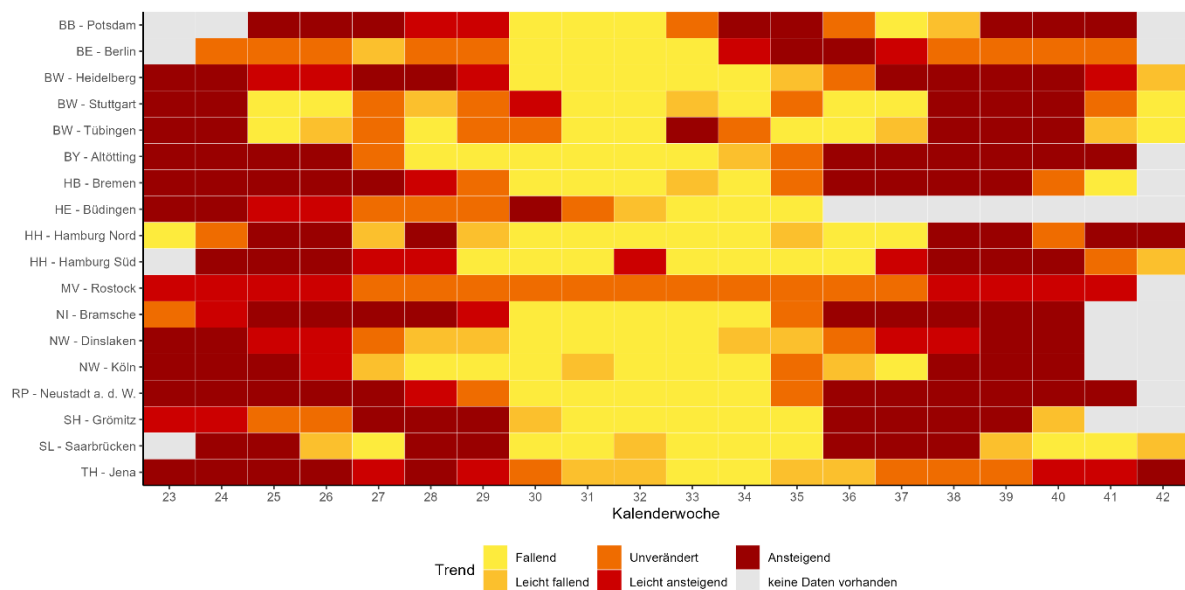 BB - Potsdam
BE - Berlin
BW - Heidelberg
BW - Stuttgart
BW - Tübingen
BY - Altötting
HB - Bremen
HE - Büdingen
HH - Hamburg Nord
HH - Hamburg Süd
MV - Rostock
NI - Bramsche
NW - Dinslaken
NW - Köln
RP - Neustadt a. d. W.
SH - Grömitz
SL - Saarbrücken
TH - Jena
23 24 25 26 27 28 29 30 31 32 33 34 35 36 37 38 39 40 41 42
Kalenderwoche
Trend
Fallend Unverändert Ansteigend
Leicht fallend Leicht ansteigend keine Daten vorhanden